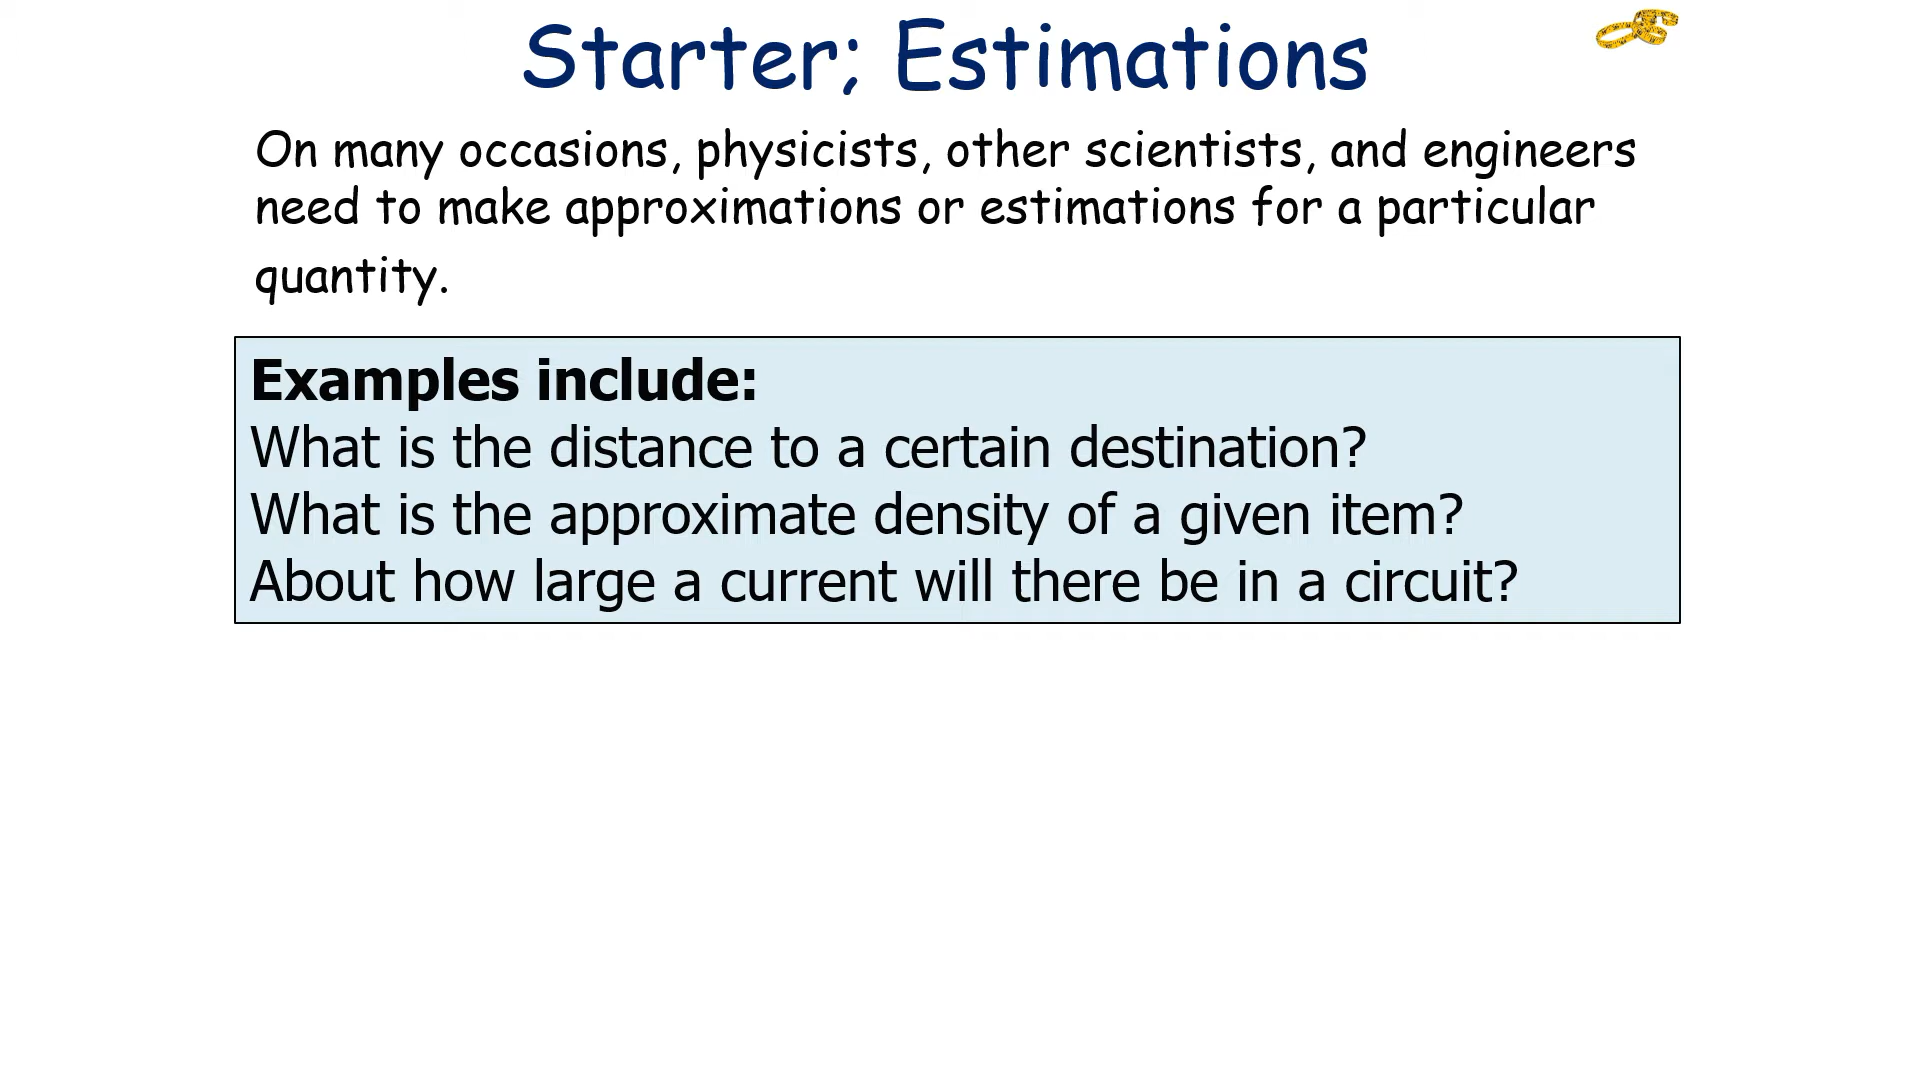 Starter; Estimations
On many occasions, physicists, other scientists, and engineers
need to make approximations or estimations for a particular
quantity.
Examples include:
What is the distance to a certain destination?
What is the approximate density of a given item?
About how large a current will there be in a circuit?